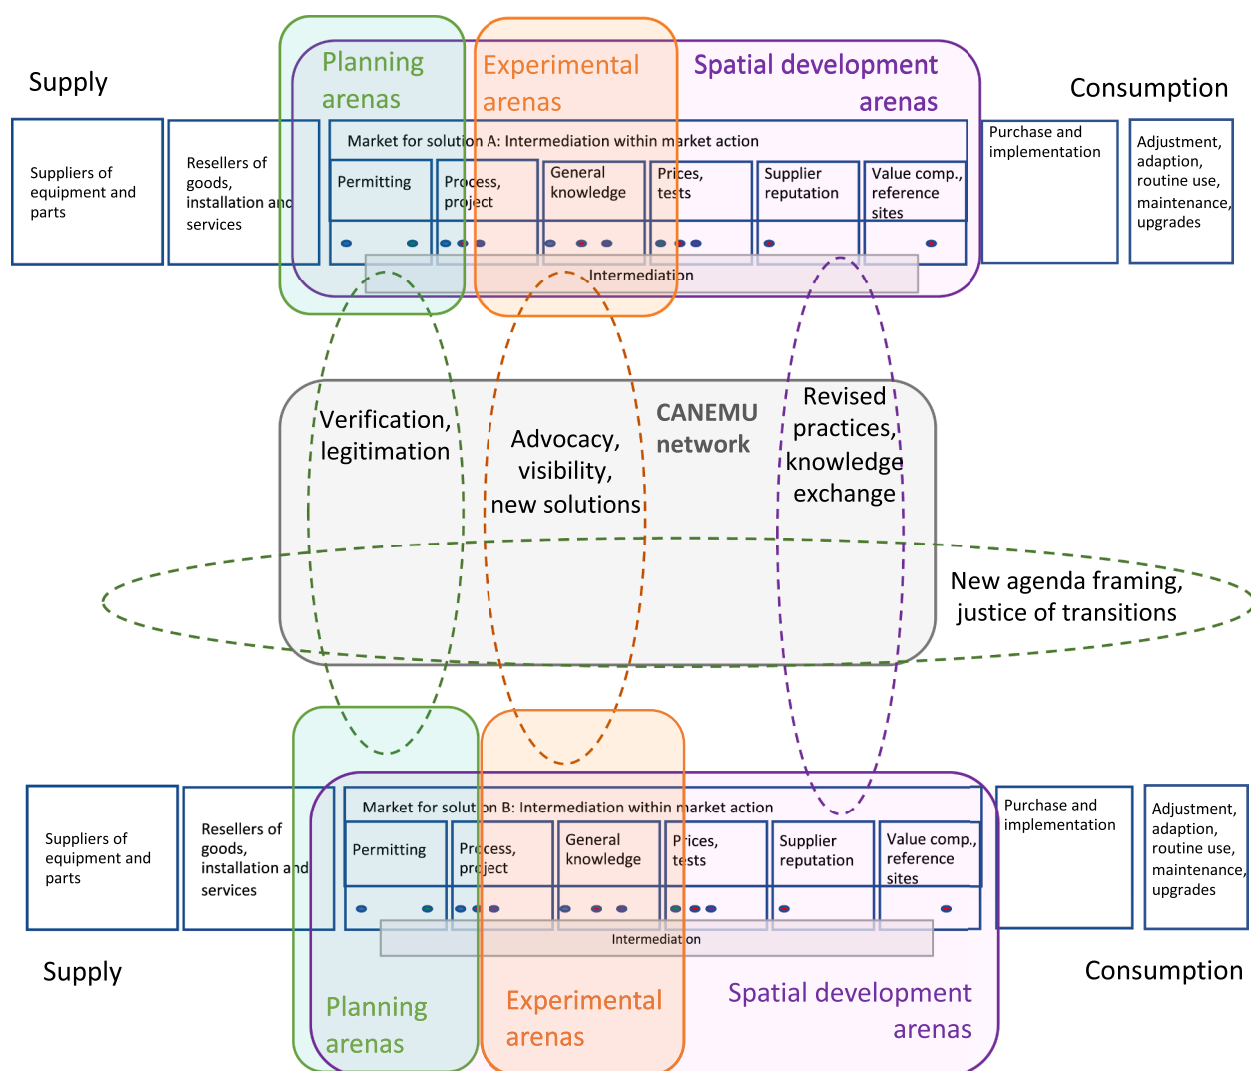 Planning
arenas
Experimental
arenas
Spatial development
arenas
Supply
Consumption
Suppliers of
equipment and
parts
Resellers of
goods,
installation and
services
Market for solution A: Intermediation within market action
Permitting
Process,
project
General
knowledge
Prices,
tests
Supplier
reputation
Value comp.,
reference
sites
Purchase and
implementation
Adjustment,
adaption,
routine use,
maintenance,
upgrades
Intermediation
Verification,
legitimation
Advocacy,
visibility,
new solutions
CANEMU
network
Revised
practices,
knowledge
exchange
New agenda framing,
justice of transitions
Suppliers of
equipment and
parts
Resellers of
goods,
installation and
services
Market for solution B: Intermediation within market action
Permitting
Process,
project
General
knowledge
Prices,
tests
Supplier
reputation
Value comp.,
reference
sites
Purchase and
implementation
Adjustment,
adaption,
routine use,
maintenance,
upgrades
Intermediation
Supply
Consumption
Planning
arenas
Experimental
arenas
Spatial development
arenas